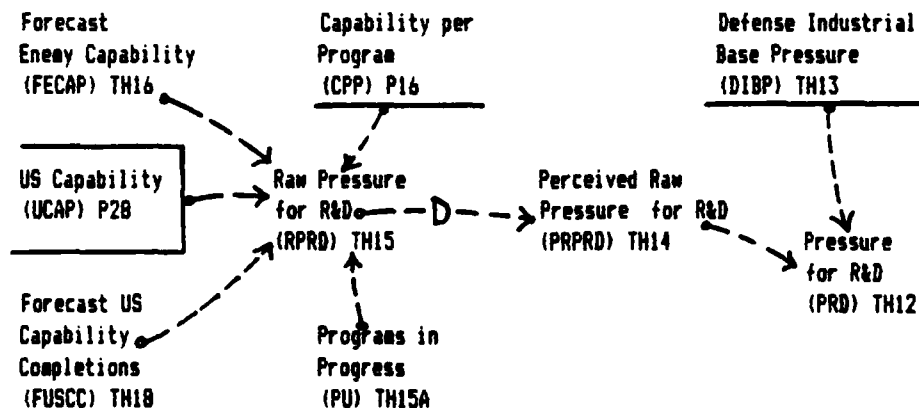 Forecast
Enemy Capability
(FECAP) TH16
Capability per
Program
(CPP) P16
Defense Industrial
Base Pressure
(DIBP) TH13
US Capability
(UCAP) P28
Raw Pressure
for R&D
(RPRD) TH15
D
Perceived Raw
Pressure for R&D
(PRPRD) TH14
Pressure
for R&D
(PRD) TH12
Forecast US
Capability
Completions
(FUSCC) TH18
Programs in
Progress
(PU) TH15A